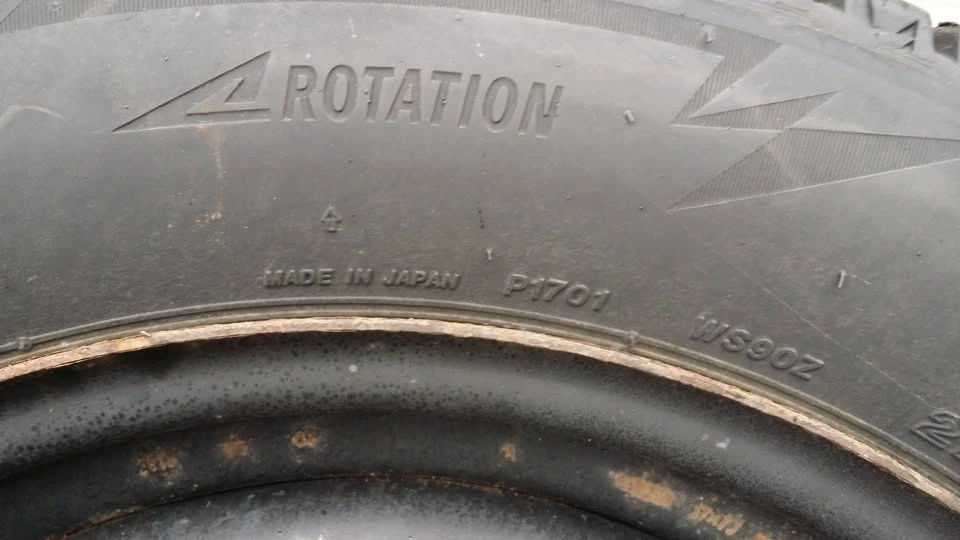 ROTATION
MADE IN JAPAN P1701
WS90Z